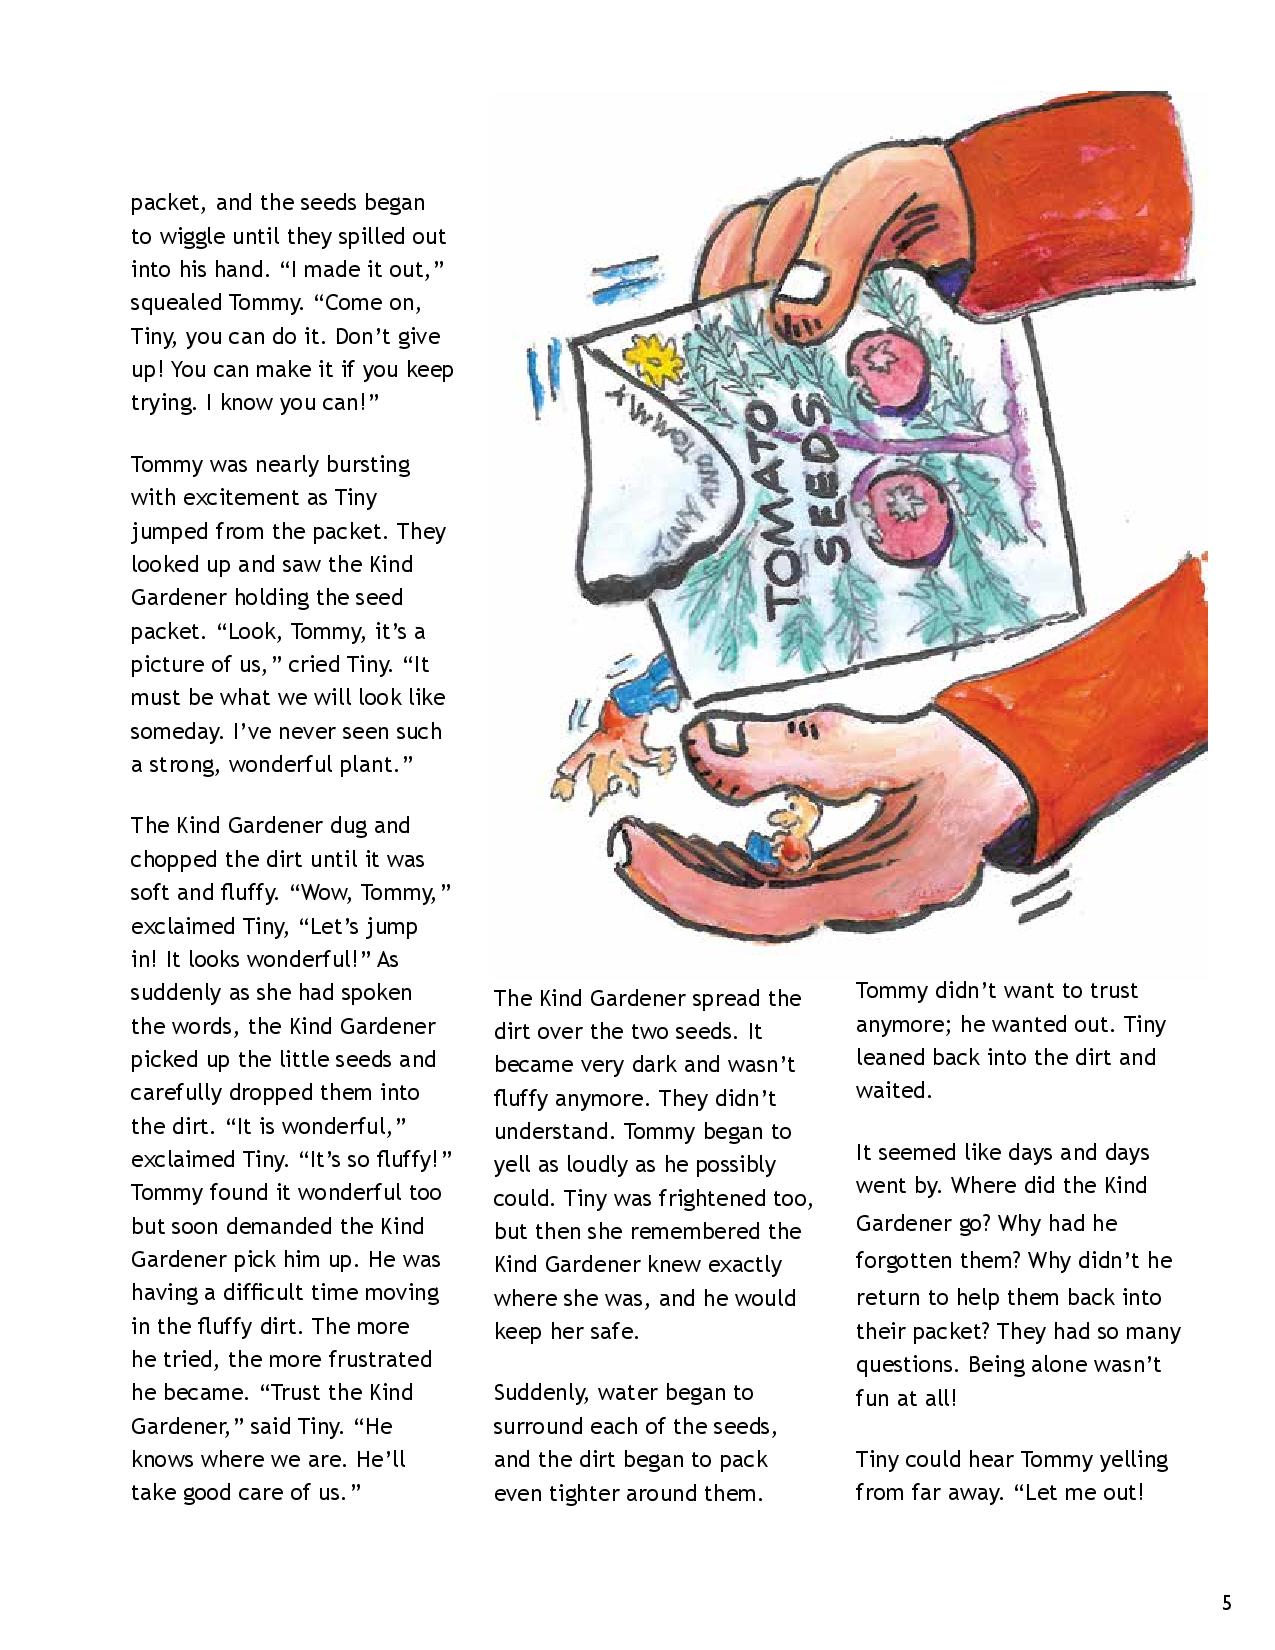 packet, and the seeds began
to wiggle until they spilled out
into his hand. “I made it out,”
squealed Tommy. “Come on,
Tiny, you can do it. Don’t give
up! You can make it if you keep
trying. I know you can!”
Tommy was nearly bursting
with excitement as Tiny
jumped from the packet. They
looked up and saw the Kind
Gardener holding the seed
packet. “Look, Tommy, it’s a
picture of us,” cried Tiny. “It
must be what we will look like
someday. I’ve never seen such
a strong, wonderful plant.”
The Kind Gardener dug and
chopped the dirt until it was
soft and fluffy. “Wow, Tommy,”
exclaimed Tiny, “Let’s jump
in! It looks wonderful!” As
suddenly as she had spoken
the words, the Kind Gardener
picked up the little seeds and
carefully dropped them into
the dirt. “It is wonderful,”
exclaimed Tiny. “It’s so fluffy!”
Tommy found it wonderful too
but soon demanded the Kind
Gardener pick him up. He was
having a difficult time moving
in the fluffy dirt. The more
he tried, the more frustrated
he became. “Trust the Kind
Gardener,” said Tiny. “He
knows where we are. He’ll
take good care of us.”
TINY AND TOMMY
TOMATO
SEEDS
The Kind Gardener spread the
dirt over the two seeds. It
became very dark and wasn’t
fluffy anymore. They didn’t
understand. Tommy began to
yell as loudly as he possibly
could. Tiny was frightened too,
but then she remembered the
Kind Gardener knew exactly
where she was, and he would
keep her safe.
Suddenly, water began to
surround each of the seeds,
and the dirt began to pack
even tighter around them.
Tommy didn’t want to trust
anymore; he wanted out. Tiny
leaned back into the dirt and
waited.
It seemed like days and days
went by. Where did the Kind
Gardener go? Why had he
forgotten them? Why didn’t he
return to help them back into
their packet? They had so many
questions. Being alone wasn’t
fun at all!
Tiny could hear Tommy yelling
from far away. “Let me out!
5